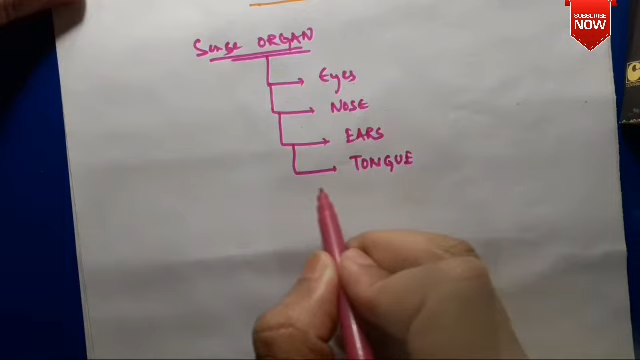 SUBSCRIBE
NOW
Sense ORGAN
Eyes
NOSE
EARS
TONGUE